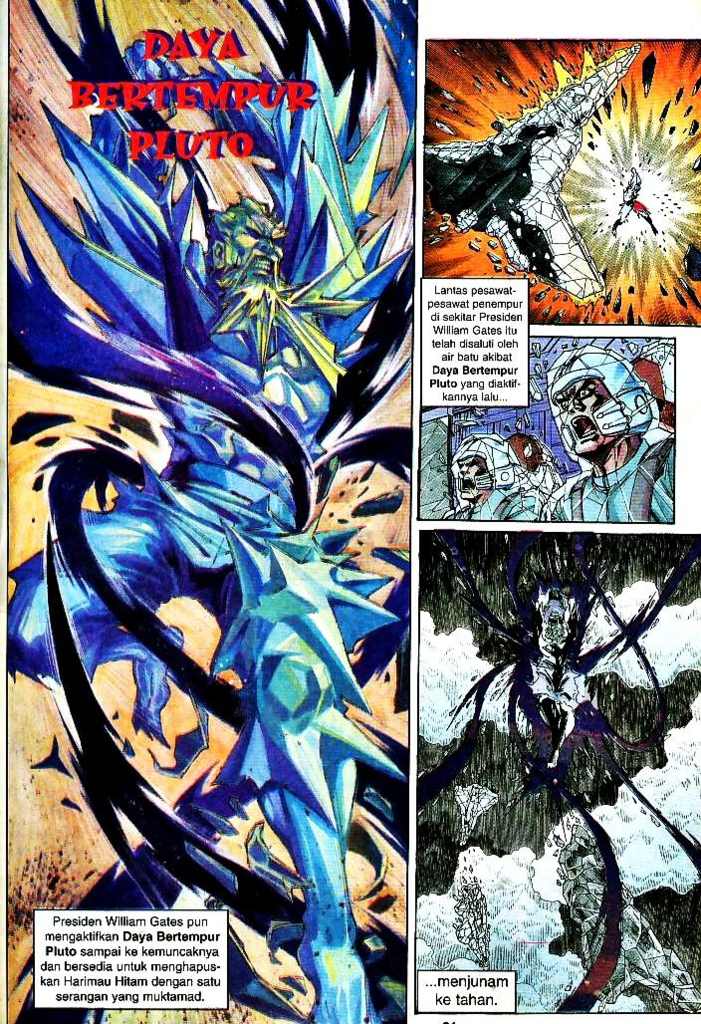 DAYA
BERTEMPUR
PLUTO
Presiden William Gates pun
mengaktifkan Daya Bertempur
Pluto sampai ke kemuncaknya
dan bersedia untuk menghapus-
kan Harimau Hitam dengan satu
serangan yang muktamad.
Lantas pesawat-
pesawat penempur
di sekitar Presiden
William Gates itu
telah disaluti oleh
air batu akibat
Daya Bertempur
Pluto yang diaktif-
kannya lalu...
...menjunam
ke tahan.